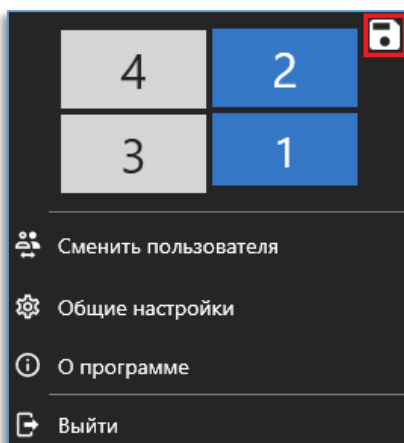 4 2
3 1
Сменить пользователя
Общие настройки
О программе
Выйти